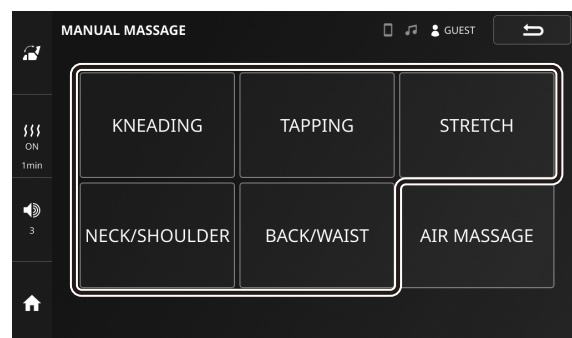 MANUAL MASSAGE
GUEST
KNEADING
TAPPING
STRETCH
ON
1min
NECK/SHOULDER
BACK/WAIST
AIR MASSAGE
3